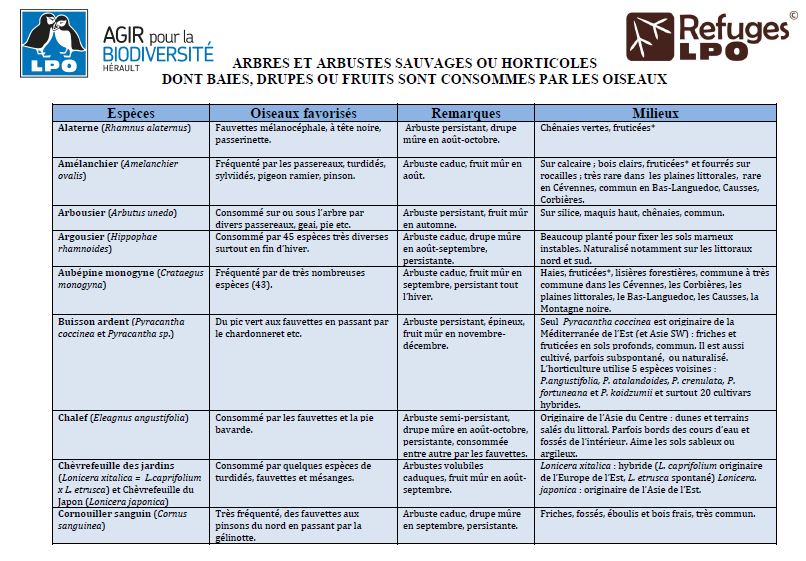 AGIR pour la
BIODIVERSITÉ
HÉRAULT
LPO
Refuges
LPO
©
ARBRES ET ARBUSTES SAUVAGES OU HORTICOLES
DONT BAIES, DRUPES OU FRUITS SONT CONSOMMES PAR LES OISEAUX
Espèces
Oiseaux favorisés
Remarques
Milieux
Alaterne (Rhamnus alaternus)
Fauvettes mélanocéphale, à tête noire,
passerinette.
Arbuste persistant, drupe
mûre en août-octobre.
Chênaies vertes, fruticées*
Amélanchier (Amelanchier
ovalis)
Fréquenté par les passereaux, turdidés,
sylviidés, pigeon ramier, pinson.
Arbuste caduc, fruit mûr en
août.
Sur calcaire ; bois clairs, fruticées* et fourrés sur
rocailles ; très rare dans les plaines littorales, rare
en Cévennes, commun en Bas-Languedoc, Causses,
Corbières.
Arbousier (Arbutus unedo)
Consommé sur ou sous l'arbre par
divers passereaux, geai, pie etc.
Arbuste persistant, fruit mûr
en automne.
Sur silice, maquis haut, chênaies, commun.
Argousier (Hippophae
rhamnoides)
Consommé par 45 espèces très diverses
surtout en fin d'hiver.
Arbuste caduc, drupe mûre
en août-septembre,
persistante.
Beaucoup planté pour fixer les sols marneux
instables. Naturalisé notamment sur les littoraux
nord et sud.
Aubépine monogyne (Crataegus
monogyna)
Fréquenté par de très nombreuses
espèces (43).
Arbuste caduc, fruit mûr en
septembre, persistant tout
l'hiver.
Haies, fruticées*, lisières forestières, commune à très
commune dans les Cévennes, les Corbières, les
plaines littorales, le Bas-Languedoc, les Causses, la
Montagne noire.
Buisson ardent (Pyracantha
coccinea et Pyracantha sp.)
Du pic vert aux fauvettes en passant par
le chardonneret etc.
Arbuste persistant, épineux,
fruit mûr en novembre-
décembre.
Seul Pyracantha coccinea est originaire de la
Méditerranée de l'Est (et Asie SW) : friches et
fruticées en sols profonds, commun. Il est aussi
cultivé, parfois subspontané, ou naturalisé.
L'horticulture utilise 5 espèces voisines :
P.angustifolia, P. atalandoides, P. crenulata, P.
fortuneana et P. koidzumii et surtout 20 cultivars
hybrides.
Chalef (Eleagnus angustifolia)
Consommé par les fauvettes et la pie
bavarde.
Arbuste semi-persistant,
drupe mûre en août-octobre,
persistante, consommée
entre autre par les fauvettes.
Originaire de l'Asie du Centre : dunes et terrains
salés du littoral. Parfois bords des cours d'eau et
fossés de l'intérieur. Aime les sols sableux ou
argileux.
Chèvrefeuille des jardins
(Lonicera xitalica = L.caprifolium
x L. etrusca) et Chèvrefeuille du
Japon (Lonicera japonica)
Consommé par quelques espèces de
turdidés, fauvettes et mésanges.
Arbustes volubiles
caduques, fruit mûr en août-
septembre.
Lonicera xitalica : hybride (L. caprifolium originaire
de l'Europe de l'Est, L. etrusca spontané) Lonicera.
japonica : originaire de l'Asie de l'Est.
Cornouiller sanguin (Cornus
sanguinea)
Très fréquenté, des fauvettes aux
pinsons du nord en passant par la
gélinotte.
Arbuste caduc, drupe mûre
en septembre, persistante.
Friches, fossés, éboulis et bois frais, très commun.